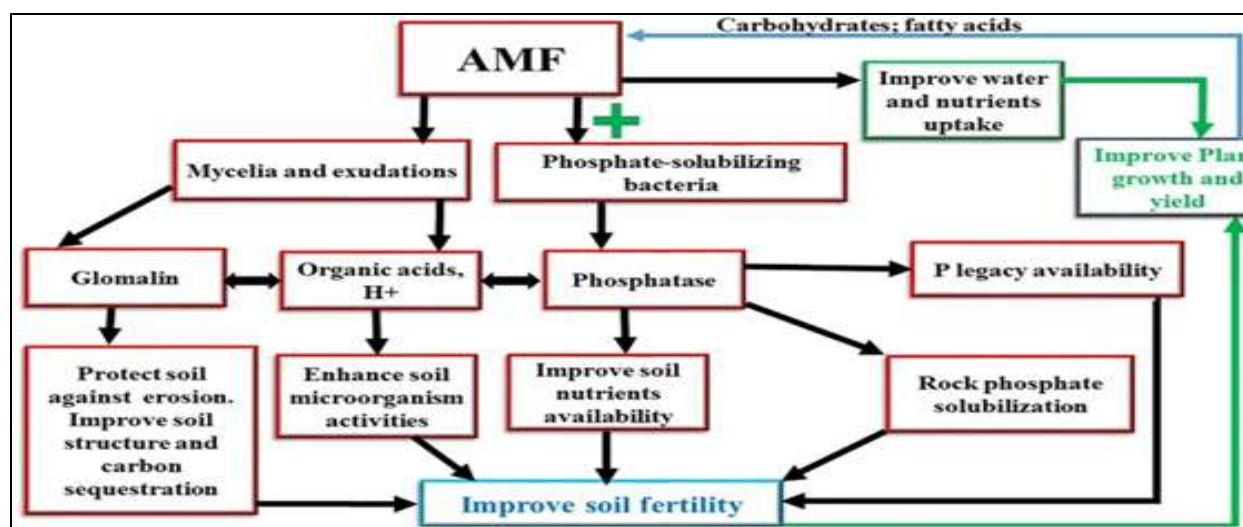 Carbohydrates; fatty acids
AMF
Improve water
and nutrients
uptake
+
Mycelia and exudations
Phosphate-solubilizing
bacteria
Improve Plan
growth and
yield
Glomalin
Organic acids,
H+
Phosphatase
P legacy availability
Protect soil
against erosion.
Improve soil
structure and
carbon
sequestration
Enhance soil
microorganism
activities
Improve soil
nutrients
availability
Rock phosphate
solubilization
Improve soil fertility